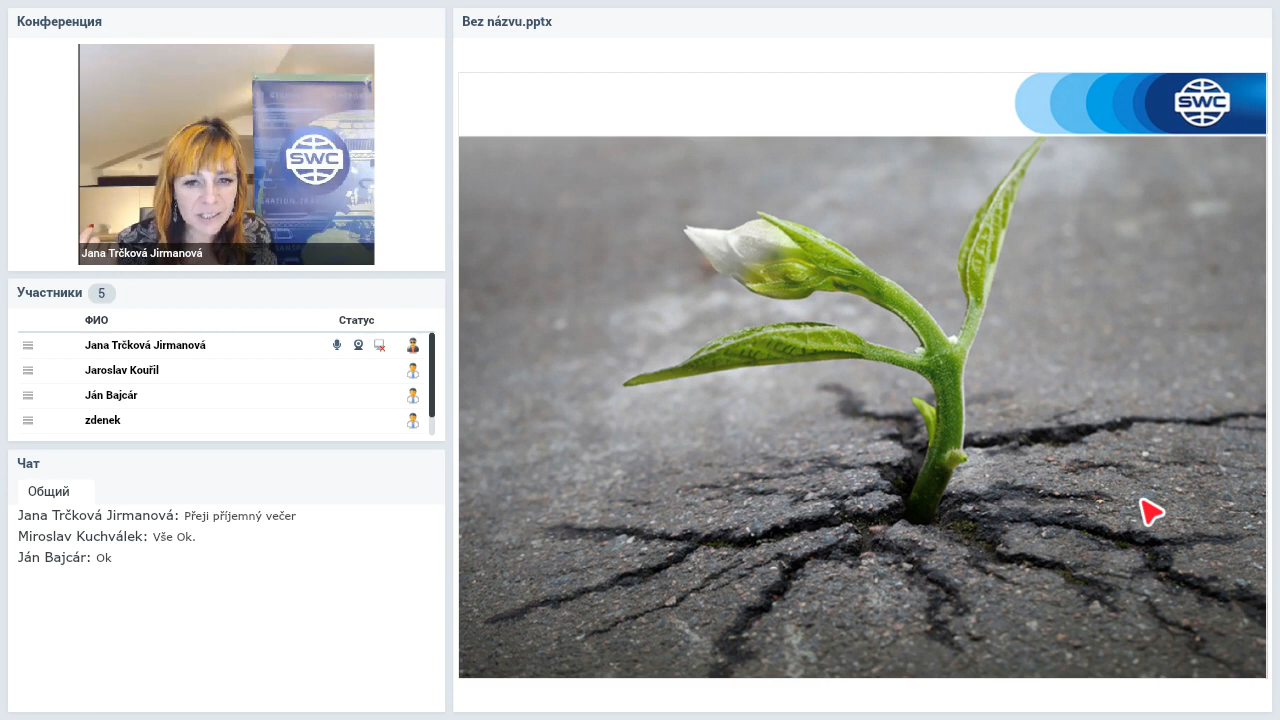 Конференция
SWC
Jana Trčková Jirmanová
Участники 5
ФИО Статус
Jana Trčková Jirmanová
Jaroslav Kouřil
Ján Bajcár
zdenek
Чат
Общий
Jana Trčková Jirmanová: Přeji příjemný večer
Miroslav Kuchválek: Vše Ok.
Ján Bajcár: Ok
Bez názvu.pptx
SWC